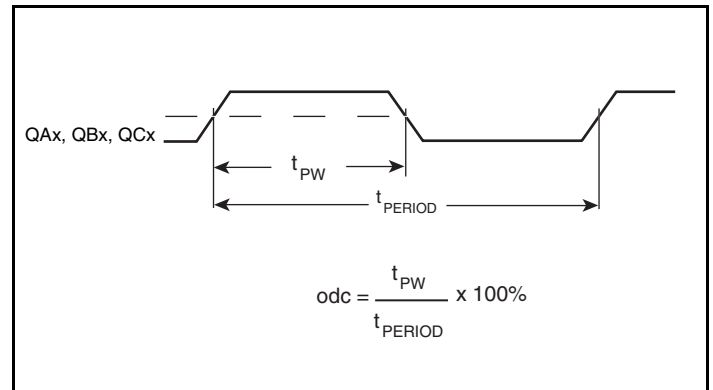 QAx, QBx, QCx
tPW
tPERIOD
odc = tPW / tPERIOD x 100%